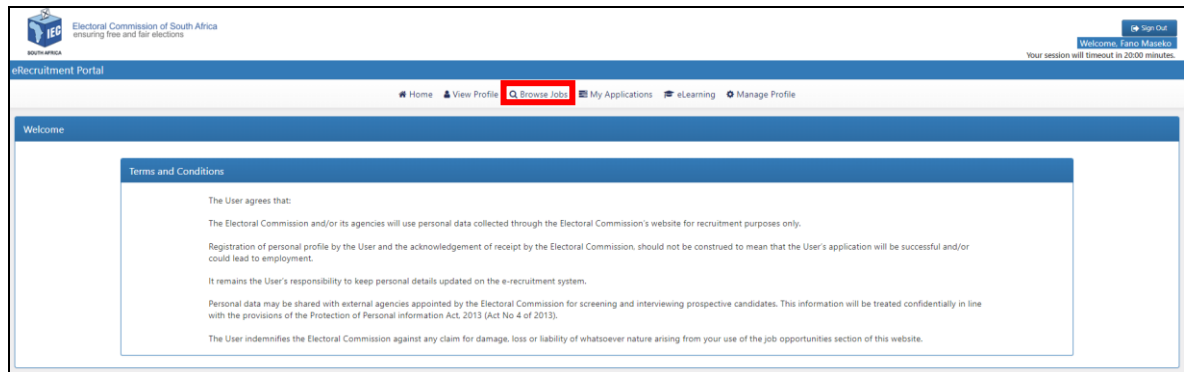 IEG
SOUTH AFRICA
Electoral Commission of South Africa
ensuring free and fair elections
Sign Out
Welcome, Fano Maseko
Your session will timeout in 20:00 minutes.
eRecruitment Portal
Home View Profile Browse Jobs My Applications eLearning Manage Profile
Welcome
Terms and Conditions
The User agrees that:
The Electoral Commission and/or its agencies will use personal data collected through the Electoral Commission's website for recruitment purposes only.
Registration of personal profile by the User and the acknowledgement of receipt by the Electoral Commission, should not be construed to mean that the User's application will be successful and/or
could lead to employment.
It remains the User's responsibility to keep personal details updated on the e-recruitment system.
Personal data may be shared with external agencies appointed by the Electoral Commission for screening and interviewing prospective candidates. This information will be treated confidentially in line
with the provisions of the Protection of Personal information Act, 2013 (Act No 4 of 2013).
The User indemnifies the Electoral Commission against any claim for damage, loss or liability of whatsoever nature arising from your use of the job opportunities section of this website.